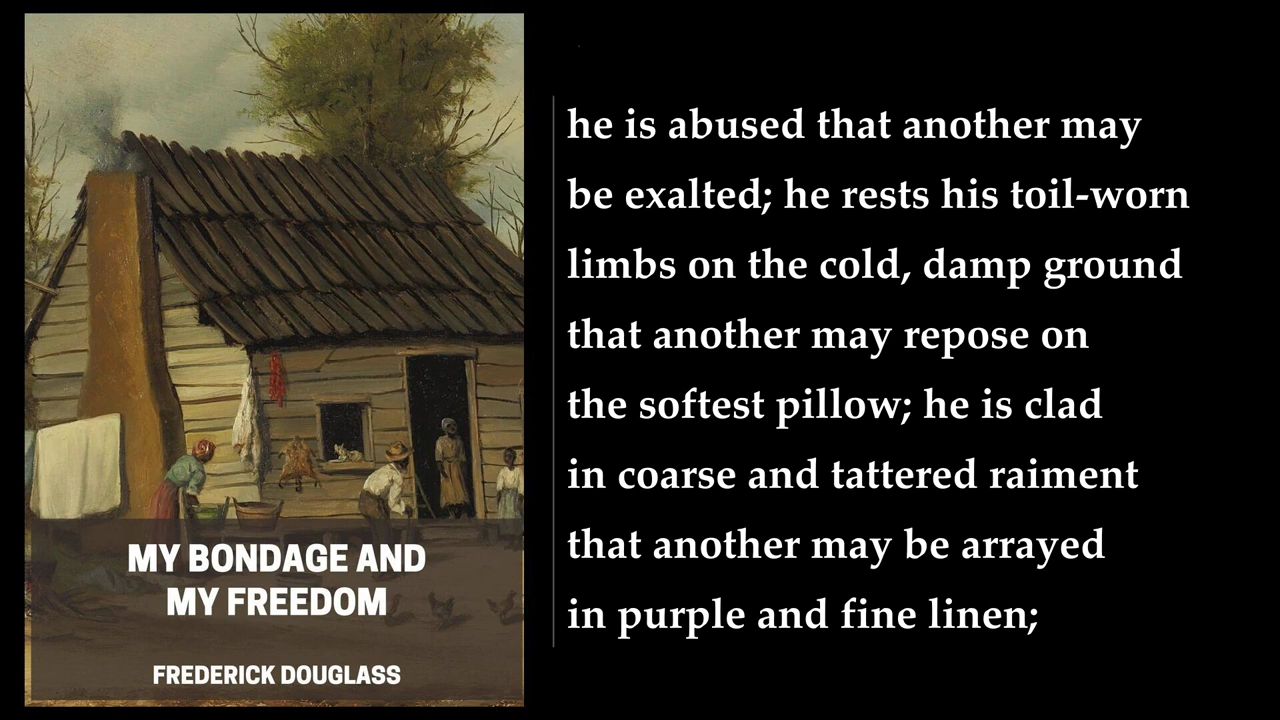 MY BONDAGE AND
MY FREEDOM
FREDERICK DOUGLASS
he is abused that another may
be exalted; he rests his toil-worn
limbs on the cold, damp ground
that another may repose on
the softest pillow; he is clad
in coarse and tattered raiment
that another may be arrayed
in purple and fine linen;